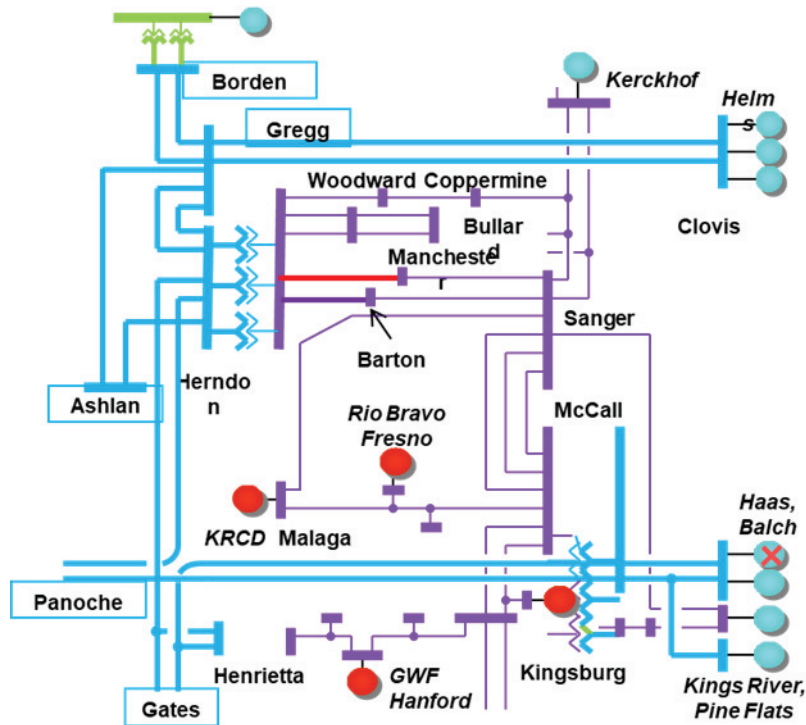 Borden
Kerckhof
Helm
s
Gregg
Woodward Coppermine
Clovis
Bullar
d
Manchester
r
Sanger
Barton
Herndo
n
Ashlan
McCall
Rio Bravo
Fresno
Haas,
Balch
KRCD Malaga
Panoche
Henrietta
GWF
Hanford
Kingsburg
Kings River,
Pine Flats
Gates